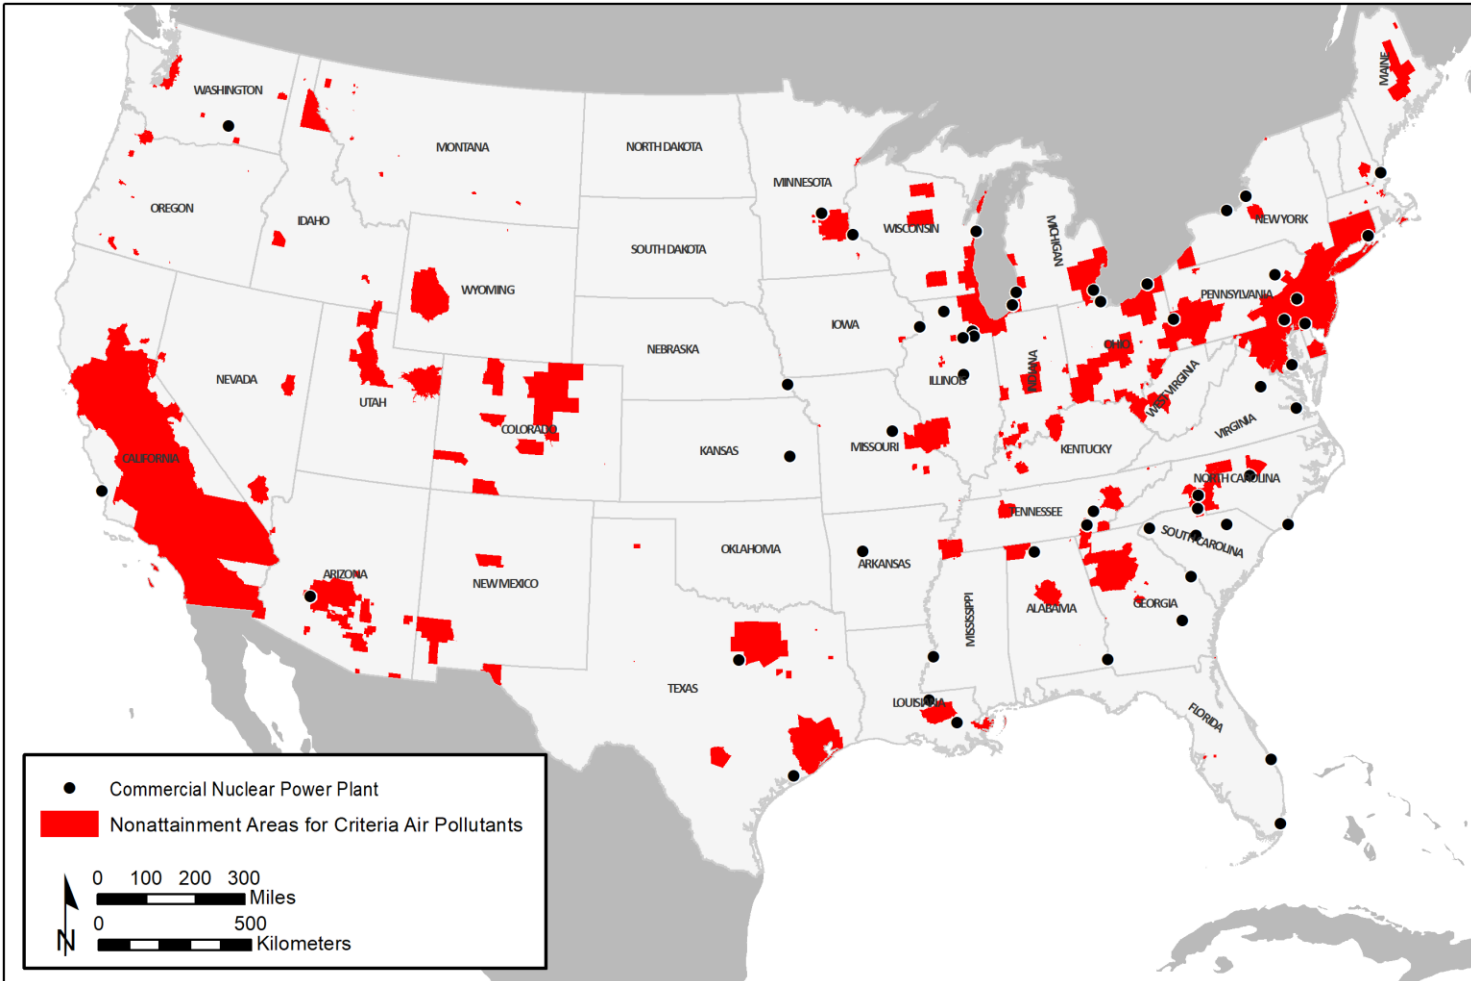 MAINE
WASHINGTON
MONTANA
NORTH DAKOTA
MINNESOTA
OREGON
IDAHO
WISCONSIN
MICHIGAN
NEW YORK
SOUTH DAKOTA
WYOMING
PENNSYLVANIA
IOWA
NEBRASKA
OHIO
NEVADA
UTAH
ILLINOIS
INDIANA
WEST VIRGINIA
COLORADO
KANSAS
MISSOURI
KENTUCKY
VIRGINIA
CALIFORNIA
NORTH CAROLINA
TENNESSEE
OKLAHOMA
ARKANSAS
SOUTH CAROLINA
ARIZONA
NEW MEXICO
MISSISSIPPI
ALABAMA
GEORGIA
TEXAS
LOUISIANA
FLORIDA
Commercial Nuclear Power Plant
Nonattainment Areas for Criteria Air Pollutants
0 100 200 300
Miles
0 500
Kilometers
N